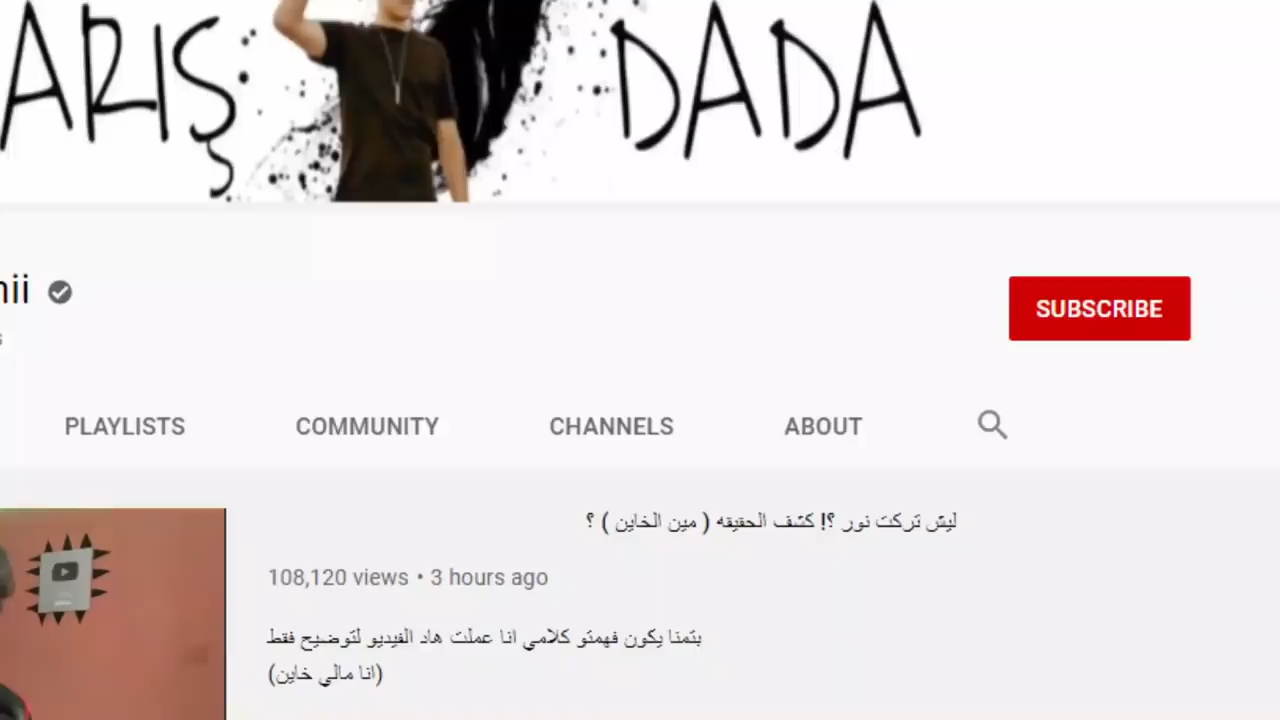 ARIŞ DADA
nii
SUBSCRIBE
PLAYLISTS COMMUNITY CHANNELS ABOUT
ليش تركت نور ؟! كشف الحقيقه ( مين الخاين ) ؟
108,120 views • 3 hours ago
بتمنا يكون فهمتو كلامي انا عملت هاد الفيديو لتوضيح فقط
(انا مالي خاين)